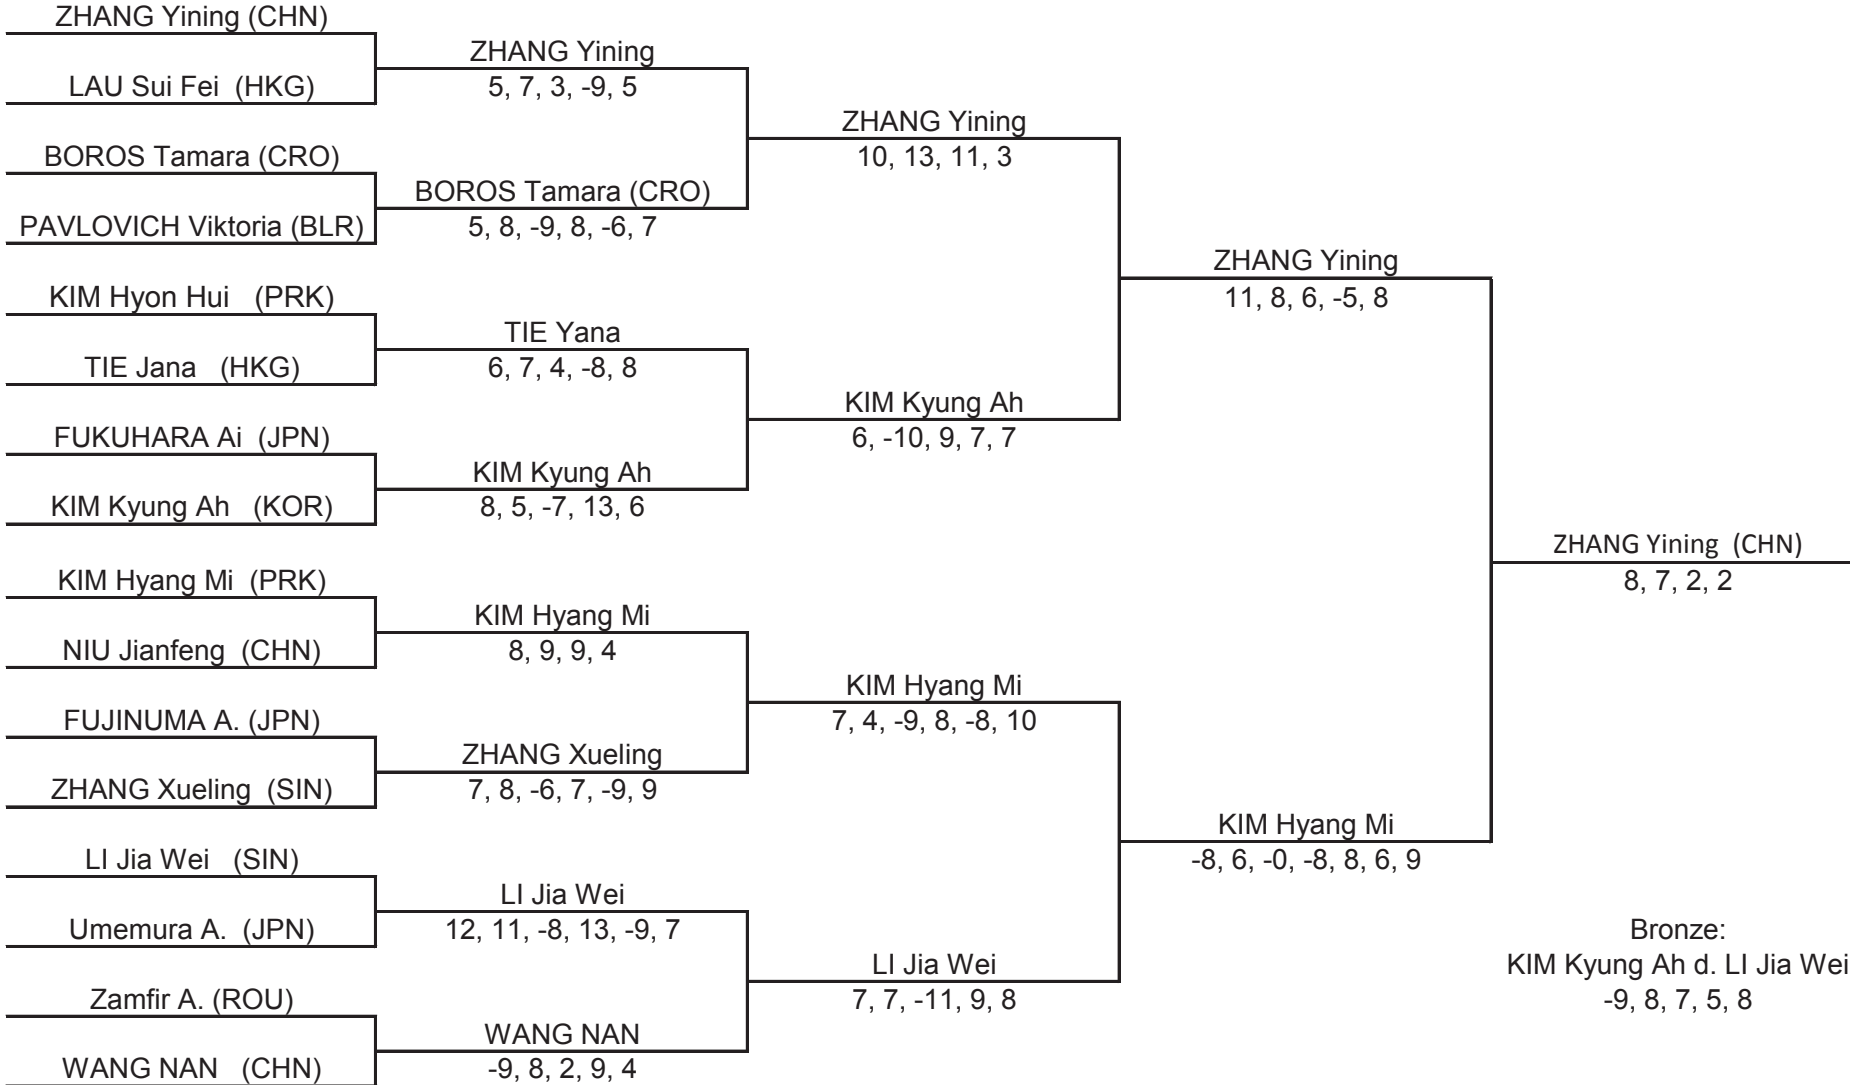 ZHANG Yining (CHN)
LAU Sui Fei (HKG)
BOROS Tamara (CRO)
PAVLOVICH Viktoria (BLR)
KIM Hyon Hui (PRK)
TIE Jana (HKG)
FUKUHARA Ai (JPN)
KIM Kyung Ah (KOR)
KIM Hyang Mi (PRK)
NIU Jianfeng (CHN)
FUJINUMA A. (JPN)
ZHANG Xueling (SIN)
LI Jia Wei (SIN)
Umemura A. (JPN)
Zamfir A. (ROU)
WANG NAN (CHN)
ZHANG Yining
5, 7, 3, -9, 5
BOROS Tamara (CRO)
5, 8, -9, 8, -6, 7
TIE Yana
6, 7, 4, -8, 8
KIM Kyung Ah
8, 5, -7, 13, 6
KIM Hyang Mi
8, 9, 9, 4
ZHANG Xueling
7, 8, -6, 7, -9, 9
LI Jia Wei
12, 11, -8, 13, -9, 7
WANG NAN
-9, 8, 2, 9, 4
ZHANG Yining
10, 13, 11, 3
KIM Kyung Ah
6, -10, 9, 7, 7
KIM Hyang Mi
7, 4, -9, 8, -8, 10
LI Jia Wei
7, 7, -11, 9, 8
ZHANG Yining
11, 8, 6, -5, 8
KIM Hyang Mi
-8, 6, -0, -8, 8, 6, 9
ZHANG Yining (CHN)
8, 7, 2, 2
Bronze:
KIM Kyung Ah d. LI Jia Wei
-9, 8, 7, 5, 8